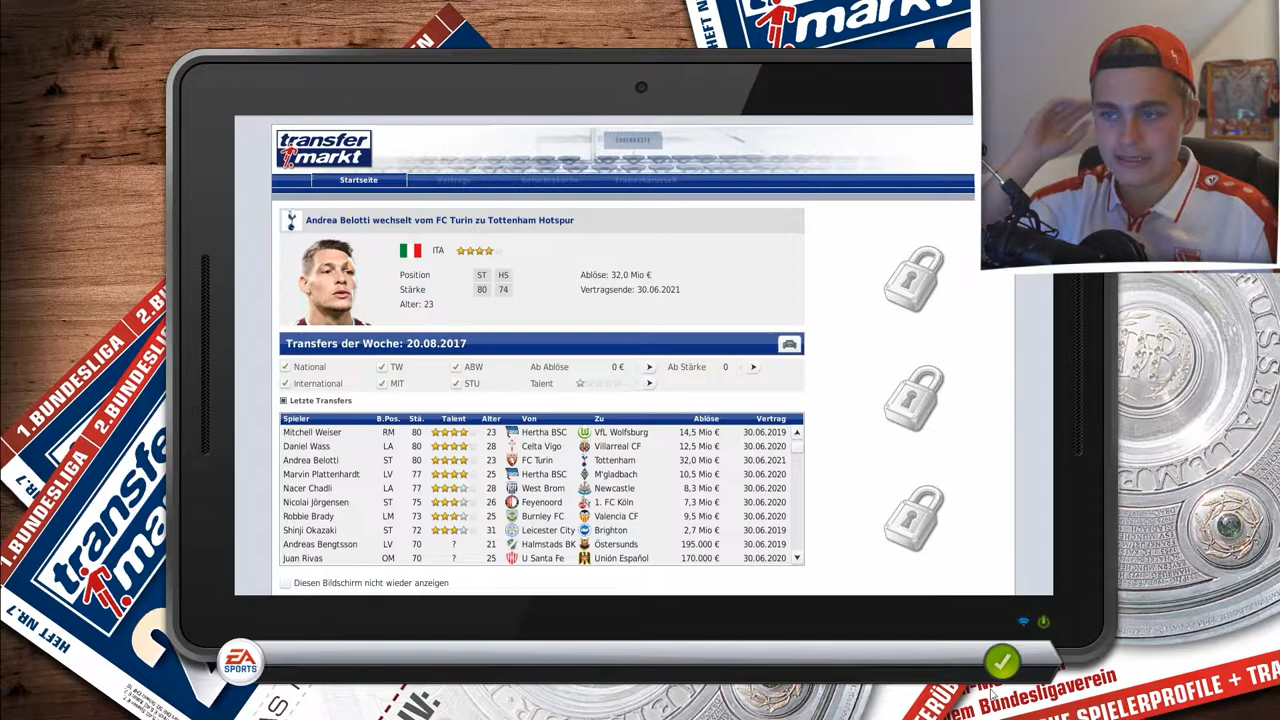 HEFT NR.7
markt
transfer
markt
Startseite
Andrea Belotti wechselt vom FC Turin zu Tottenham Hotspur
ITA
Position ST HS Ablöse: 32,0 Mio €
Stärke 80 74 Vertragsende: 30.06.2021
Alter: 23
Transfers der Woche: 20.08.2017
National TW ABW Ab Ablöse 0 € Ab Stärke 0
International MIT STU Talent
Letzte Transfers
Spieler B.Pos. Stä. Talent Alter Von Zu Ablöse Vertrag
Mitchell Weiser RM 80 23 Hertha BSC VfL Wolfsburg 14,5 Mio € 30.06.2019
Daniel Wass LA 80 28 Celta Vigo Villarreal CF 12,5 Mio € 30.06.2020
Andrea Belotti ST 80 23 FC Turin Tottenham 32,0 Mio € 30.06.2021
Marvin Plattenhardt LV 77 25 Hertha BSC M'gladbach 10,5 Mio € 30.06.2020
Nacer Chadli LA 77 28 West Brom Newcastle 8,3 Mio € 30.06.2020
Nicolai Jörgensen ST 75 26 Feyenoord 1. FC Köln 7,3 Mio € 30.06.2020
Robbie Brady LM 73 25 Burnley FC Valencia CF 9,5 Mio € 30.06.2020
Shinji Okazaki ST 72 31 Leicester City Brighton 2,7 Mio € 30.06.2019
Andreas Bengtsson LV 70 ? 21 Halmstads BK Östersunds 195.000 € 30.06.2019
Juan Rivas OM 70 ? 25 U Santa Fe Unión Español 170.000 € 30.06.2020
Diesen Bildschirm nicht wieder anzeigen
1.BUNDESLIGA
2.BUNDESLIGA
transfer
HEFT NR.7
EA
SPORTS
dem Bundesligaverein
SPIELERPROFILE + TRA